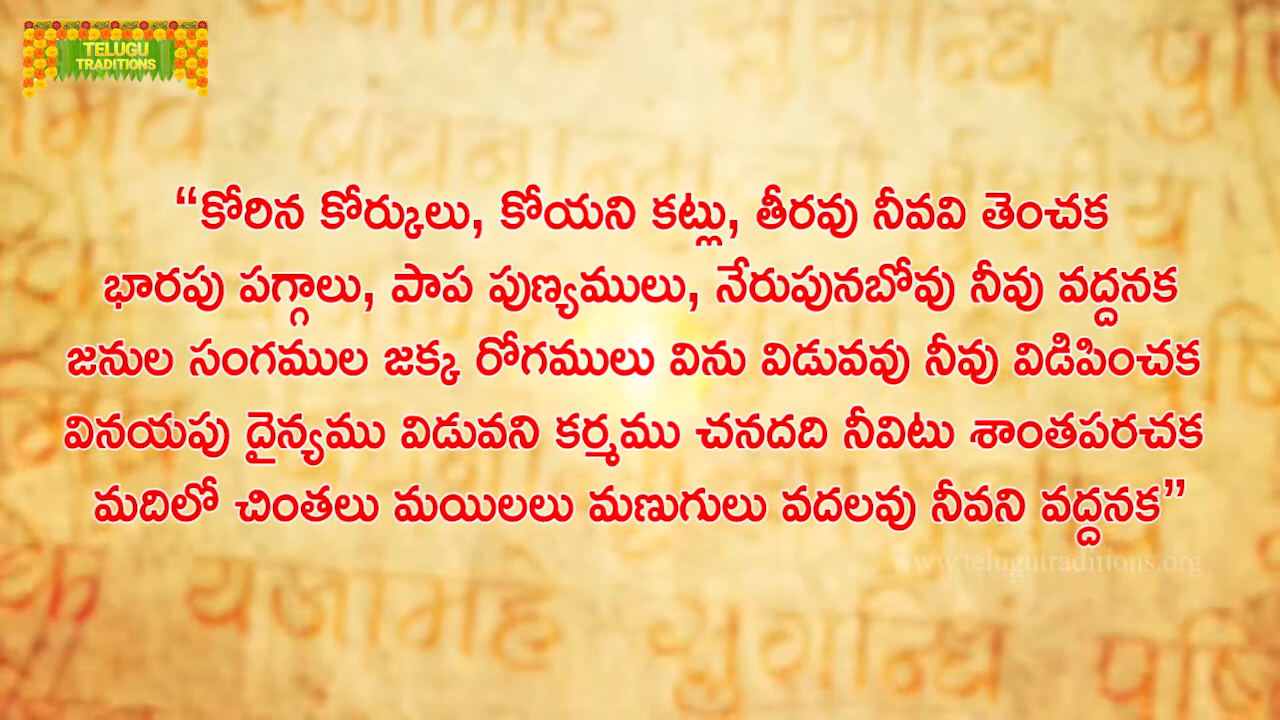 TELUGU
TRADITIONS
“కోరిన కోర్కులు, కోయని కట్లు, తీరవు నీవవి తెంచక
భారపు పగ్గాలు, పాప పుణ్యములు, నేరుపునబోవు నీవు వద్దనక
జనుల సంగముల జక్క రోగములు విను విడువవు నీవు విడిపించక
వినయపు దైన్యము విడువని కర్మము చనదది నీవిటు శాంతపరచక
మదిలో చింతలు మయిలలు మణుగులు వదలవు నీవని వద్దనక”
www.telugutraditions.org
यजामहे